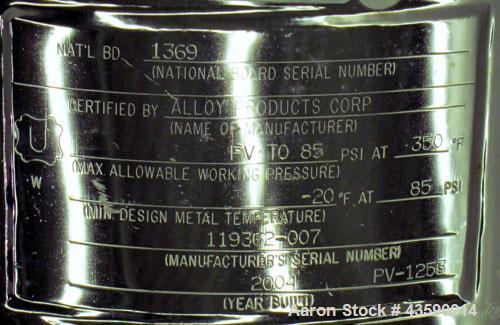 NAT'L BD. 1369
(NATIONAL BOARD SERIAL NUMBER)
CERTIFIED BY ALLOY PRODUCTS CORP
(NAME OF MANUFACTURER)
FV TO 85 PSI AT 350 °F
(MAX. ALLOWABLE WORKING PRESSURE)
U
W
-20 °F. AT 85 PSI
(MIN. DESIGN METAL TEMPERATURE)
119362-007
(MANUFACTURER'S SERIAL NUMBER)
2004 PV-1253
(YEAR BUILT)
Aaron Stock #